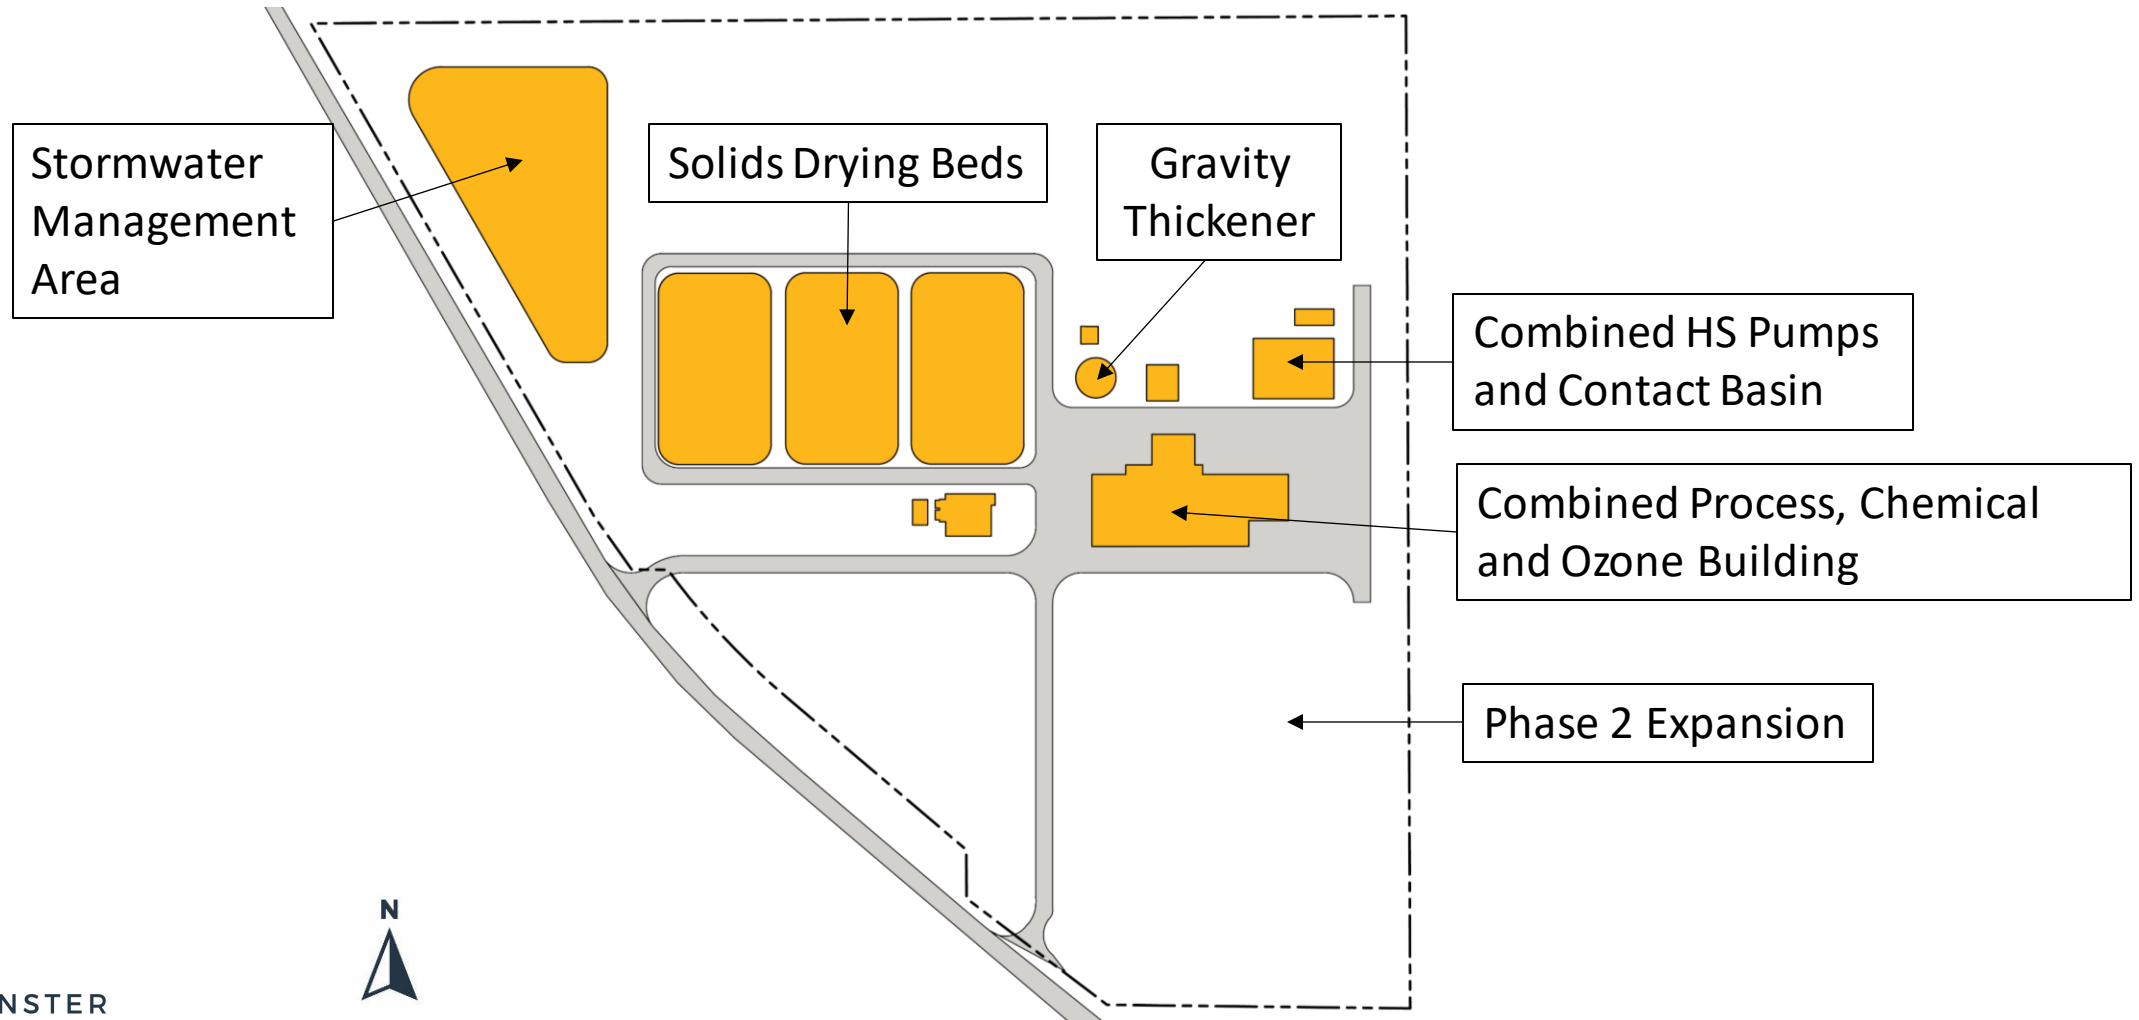 Stormwater
Management
Area
Solids Drying Beds
Gravity
Thickener
Combined HS Pumps
and Contact Basin
Combined Process, Chemical
and Ozone Building
Phase 2 Expansion
N
NSTER